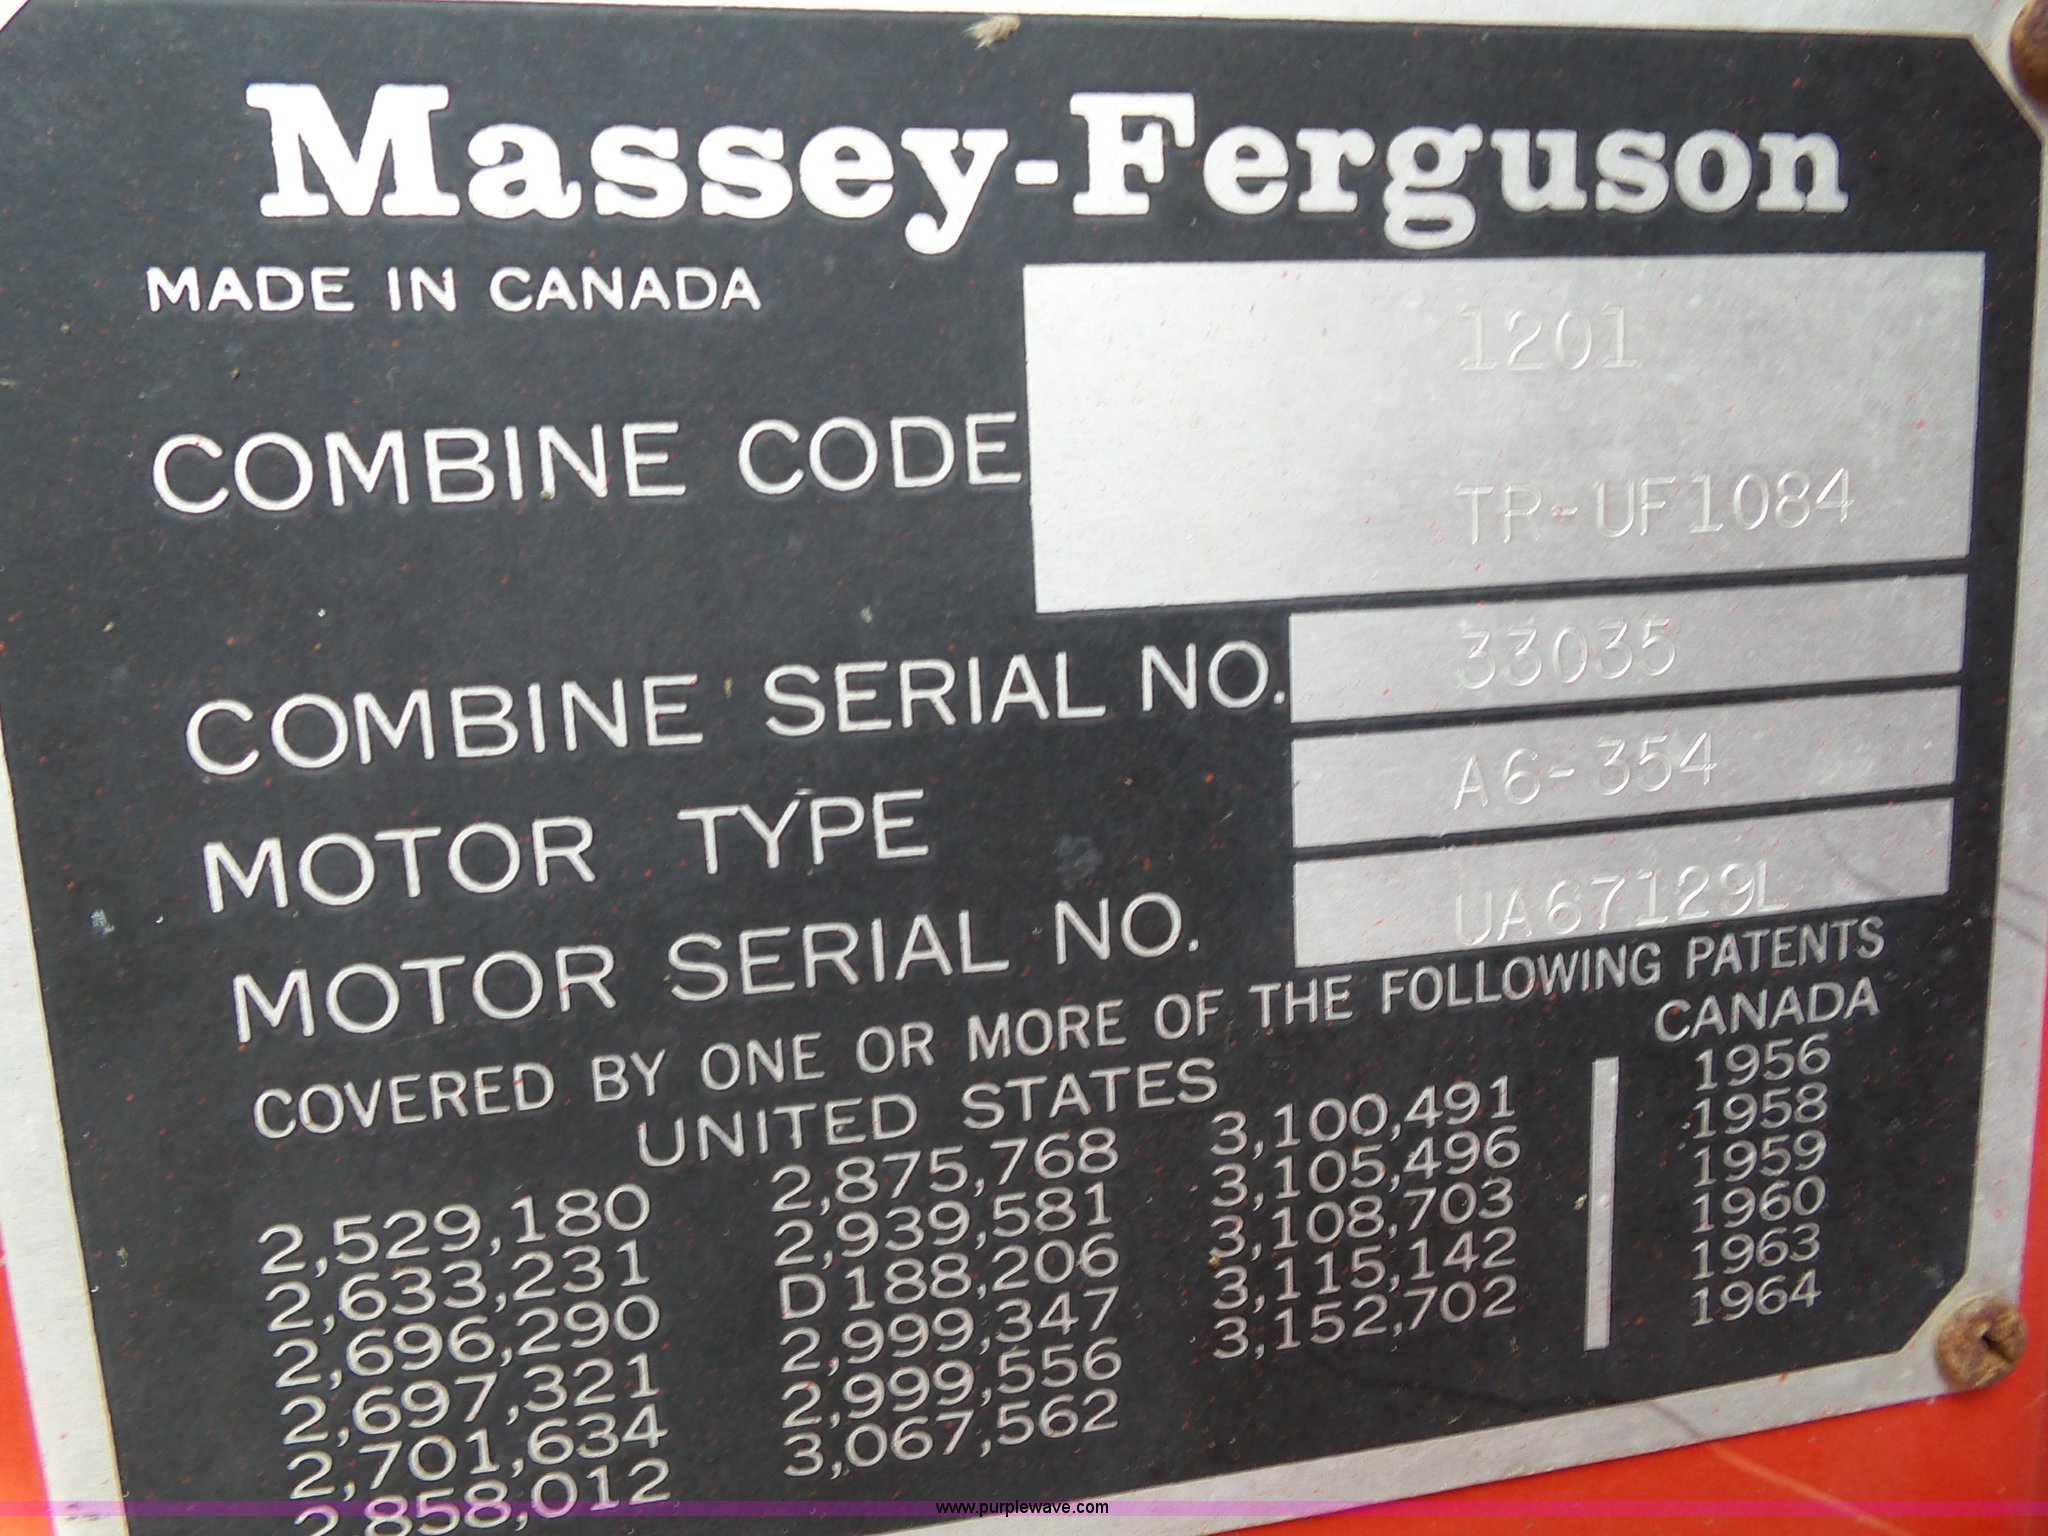 Massey-Ferguson
MADE IN CANADA
1201
COMBINE CODE
TR-UF1084
COMBINE SERIAL NO. 33035
MOTOR TYPE A6-354
MOTOR SERIAL NO. UA67129L
COVERED BY ONE OR MORE OF THE FOLLOWING PATENTS
UNITED STATES
2,529,180
2,633,231
2,696,290
2,697,321
2,701,634
2,858,012
2,875,768
2,939,581
D188,206
2,999,347
2,999,556
3,067,562
3,100,491
3,105,496
3,108,703
3,115,142
3,152,702
CANADA
1956
1958
1959
1960
1963
1964
www.purplewave.com